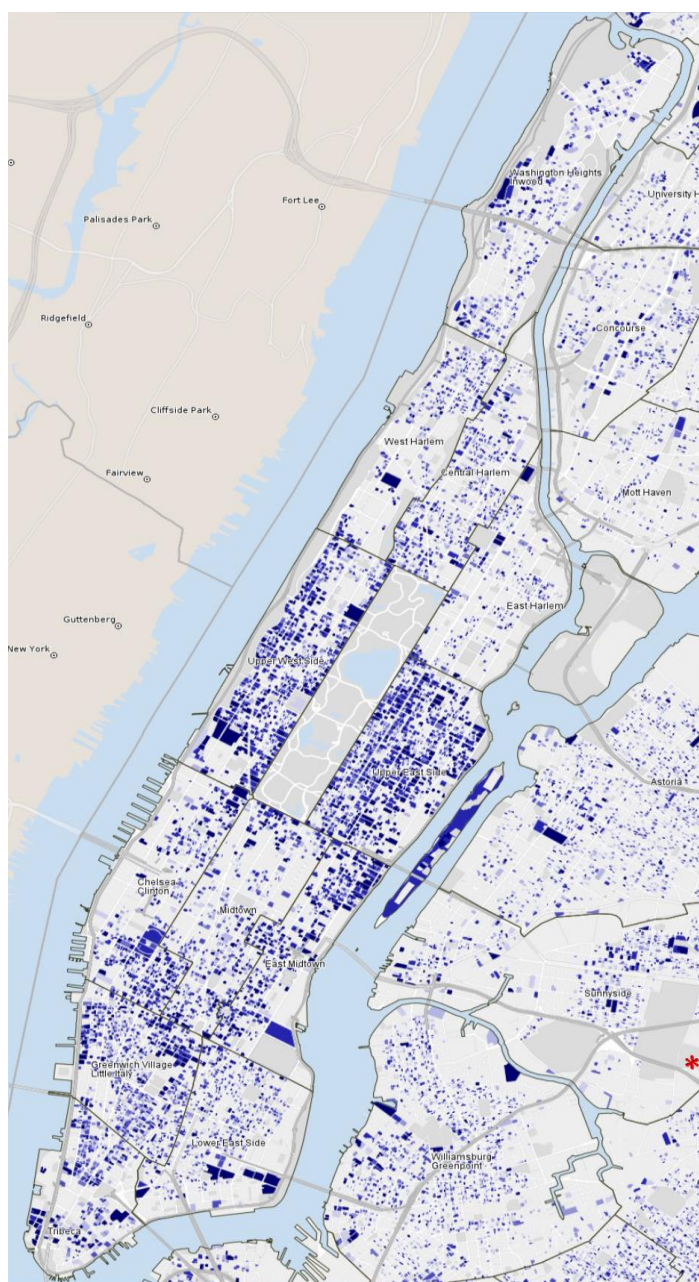 Washington Heights
Inwood
University H
Fort Lee
Palisades Park
Ridgefield
Concourse
Cliffside Park
West Harlem
Central Harlem
Fairview
Mott Haven
East Harlem
Guttenberg
New York
Upper West Side
Upper East Side
Astoria
Chelsea
Clinton
Midtown
East Midtown
Sunnyside
*
Greenwich Village
Little Italy
Lower East Side
Williamsburg
Greenpoint
Tribeca